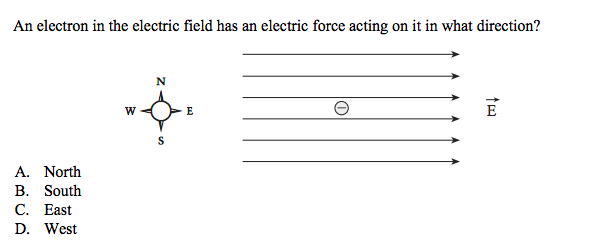 An electron in the electric field has an electric force acting on it in what direction?
N
W E
S
E
A. North
B. South
C. East
D. West